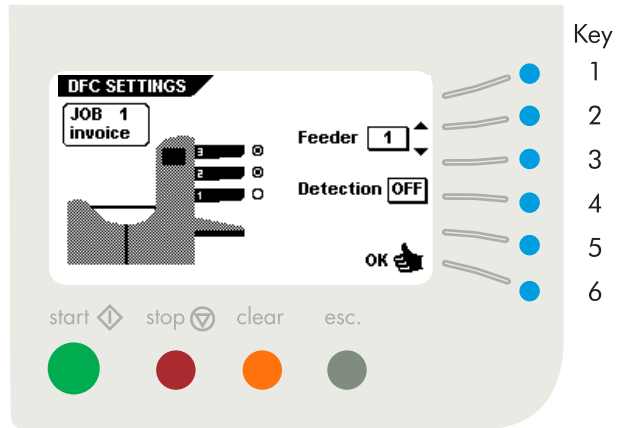 Key
DFC SETTINGS
1
JOB 1
invoice
2
Feeder 1
3
3
2
Detection OFF
4
1
5
OK
6
start stop clear esc.